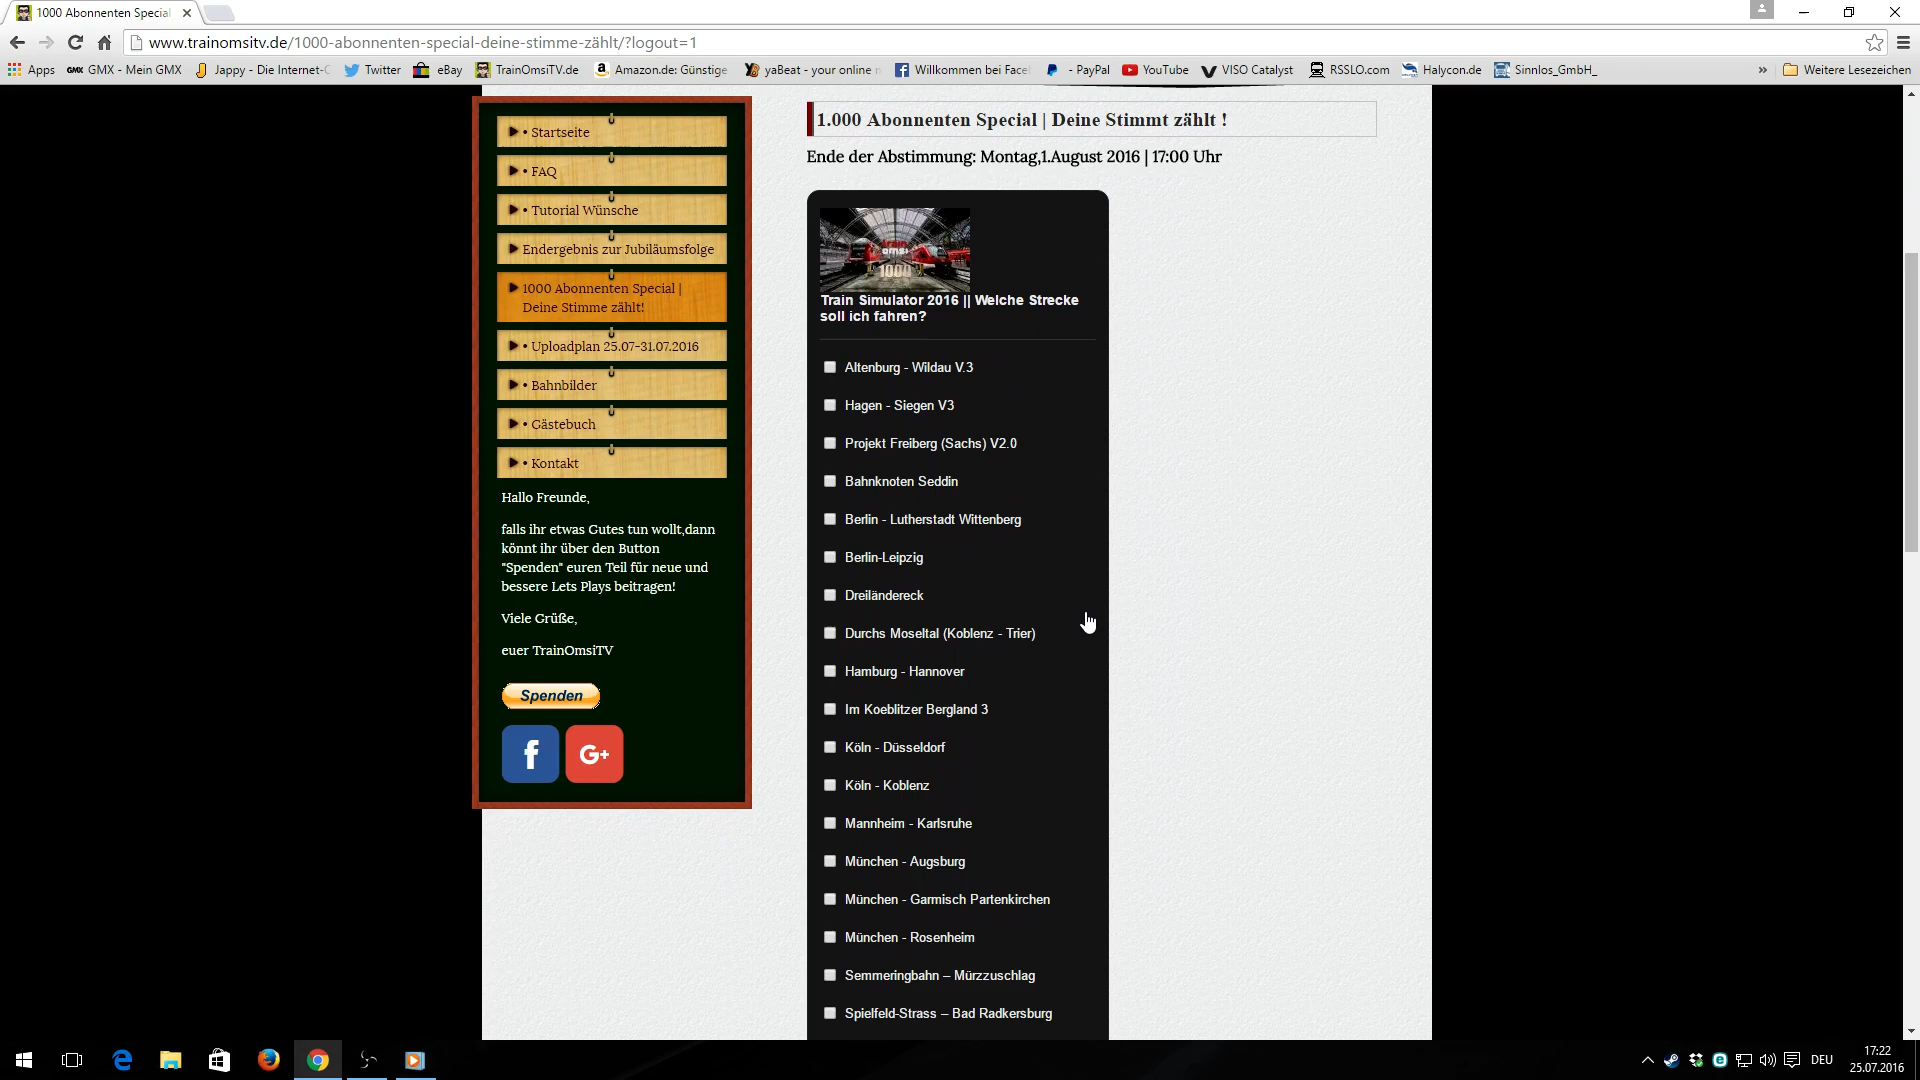 1000 Abonnenten Special
www.trainomsitv.de/1000-abonnenten-special-deine-stimme-zählt/?logout=1
Apps
GMX GMX - Mein GMX
Jappy - Die Internet-C
Twitter
eBay
TrainOmsiTV.de
Amazon.de: Günstige
yaBeat - your online
Willkommen bei Face
- PayPal
YouTube
VISO Catalyst
RSSLO.com
Halycon.de
Sinnlos_GmbH_
»
Weitere Lesezeichen
• Startseite
• FAQ
• Tutorial Wünsche
Endergebnis zur Jubiläumsfolge
1000 Abonnenten Special |
Deine Stimme zählt!
• Uploadplan 25.07-31.07.2016
• Bahnbilder
• Gästebuch
• Kontakt
Hallo Freunde,
falls ihr etwas Gutes tun wollt,dann
könnt ihr über den Button
"Spenden" euren Teil für neue und
bessere Lets Plays beitragen!
Viele Grüße,
euer TrainOmsiTV
Spenden
f
G+
1.000 Abonnenten Special | Deine Stimmt zählt !
Ende der Abstimmung: Montag,1.August 2016 | 17:00 Uhr
1000
Train Simulator 2016 || Welche Strecke
soll ich fahren?
Altenburg - Wildau V.3
Hagen - Siegen V3
Projekt Freiberg (Sachs) V2.0
Bahnknoten Seddin
Berlin - Lutherstadt Wittenberg
Berlin-Leipzig
Dreiländereck
Durchs Moseltal (Koblenz - Trier)
Hamburg - Hannover
Im Koeblitzer Bergland 3
Köln - Düsseldorf
Köln - Koblenz
Mannheim - Karlsruhe
München - Augsburg
München - Garmisch Partenkirchen
München - Rosenheim
Semmeringbahn – Mürzzuschlag
Spielfeld-Strass – Bad Radkersburg
DEU
17:22
25.07.2016